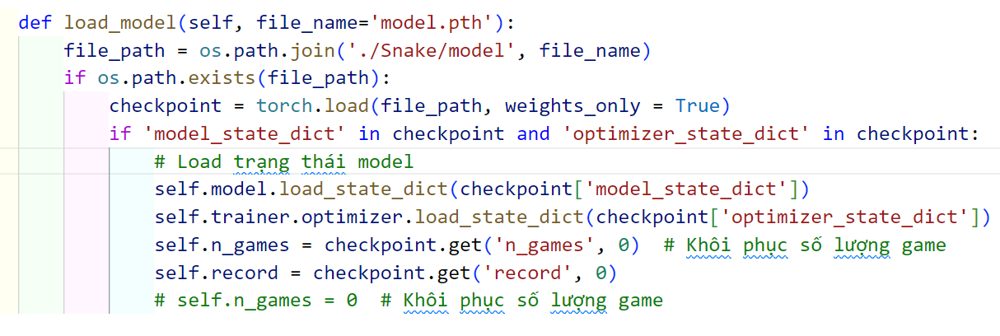 def load_model(self, file_name='model.pth'):
    file_path = os.path.join('./Snake/model', file_name)
    if os.path.exists(file_path):
        checkpoint = torch.load(file_path, weights_only = True)
        if 'model_state_dict' in checkpoint and 'optimizer_state_dict' in checkpoint:
            # Load trạng thái model
            self.model.load_state_dict(checkpoint['model_state_dict'])
            self.trainer.optimizer.load_state_dict(checkpoint['optimizer_state_dict'])
            self.n_games = checkpoint.get('n_games', 0)  # Khôi phục số lượng game
            self.record = checkpoint.get('record', 0)
            # self.n_games = 0  # Khôi phục số lượng game